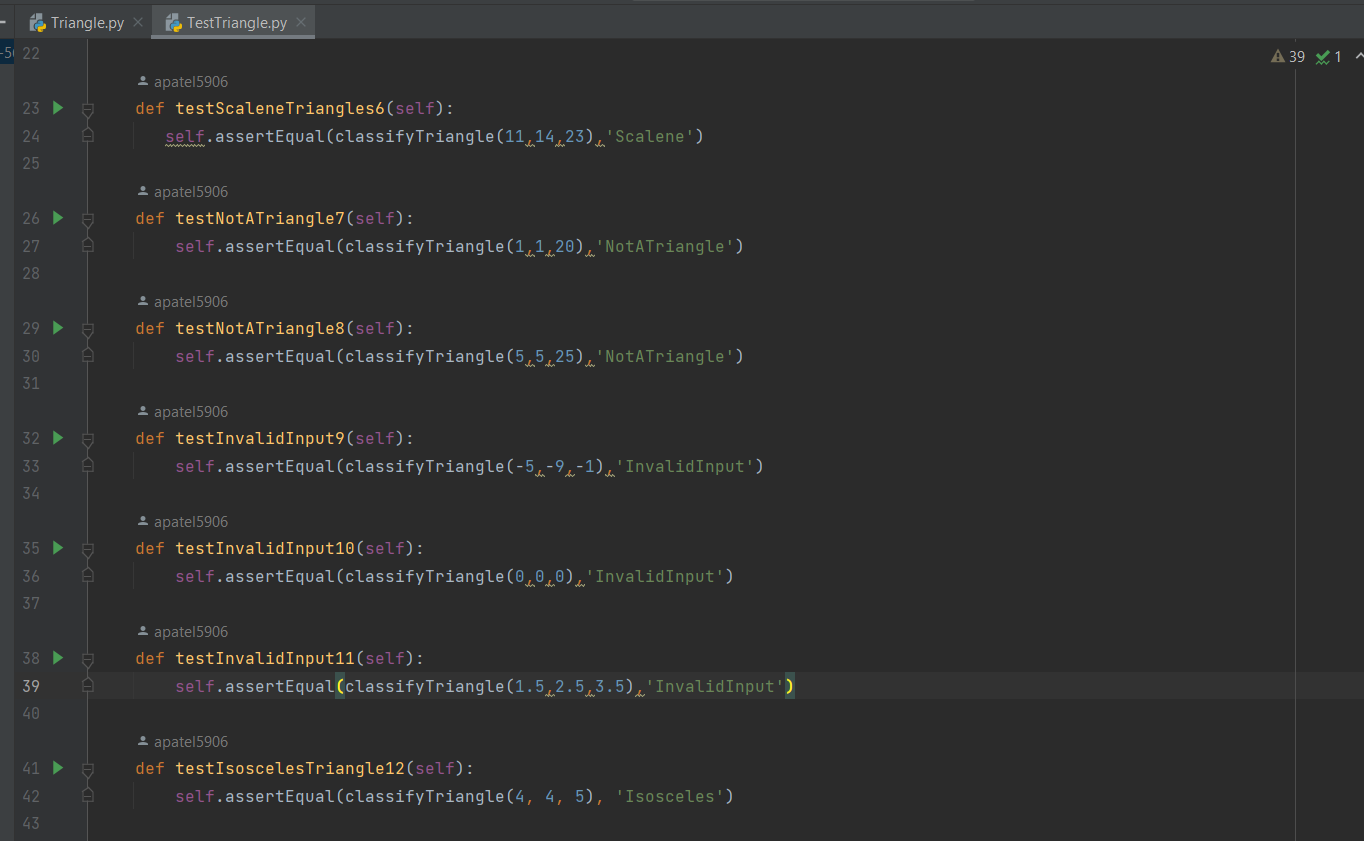 Triangle.py TestTriangle.py
22 39 1
apatel5906
23 def testScaleneTriangles6(self):
24 self.assertEqual(classifyTriangle(11,14,23),'Scalene')
25
apatel5906
26 def testNotATriangle7(self):
27 self.assertEqual(classifyTriangle(1,1,20),'NotATriangle')
28
apatel5906
29 def testNotATriangle8(self):
30 self.assertEqual(classifyTriangle(5,5,25),'NotATriangle')
31
apatel5906
32 def testInvalidInput9(self):
33 self.assertEqual(classifyTriangle(-5,-9,-1),'InvalidInput')
34
apatel5906
35 def testInvalidInput10(self):
36 self.assertEqual(classifyTriangle(0,0,0),'InvalidInput')
37
apatel5906
38 def testInvalidInput11(self):
39 self.assertEqual(classifyTriangle(1.5,2.5,3.5),'InvalidInput')
40
apatel5906
41 def testIsoscelesTriangle12(self):
42 self.assertEqual(classifyTriangle(4, 4, 5), 'Isosceles')
43